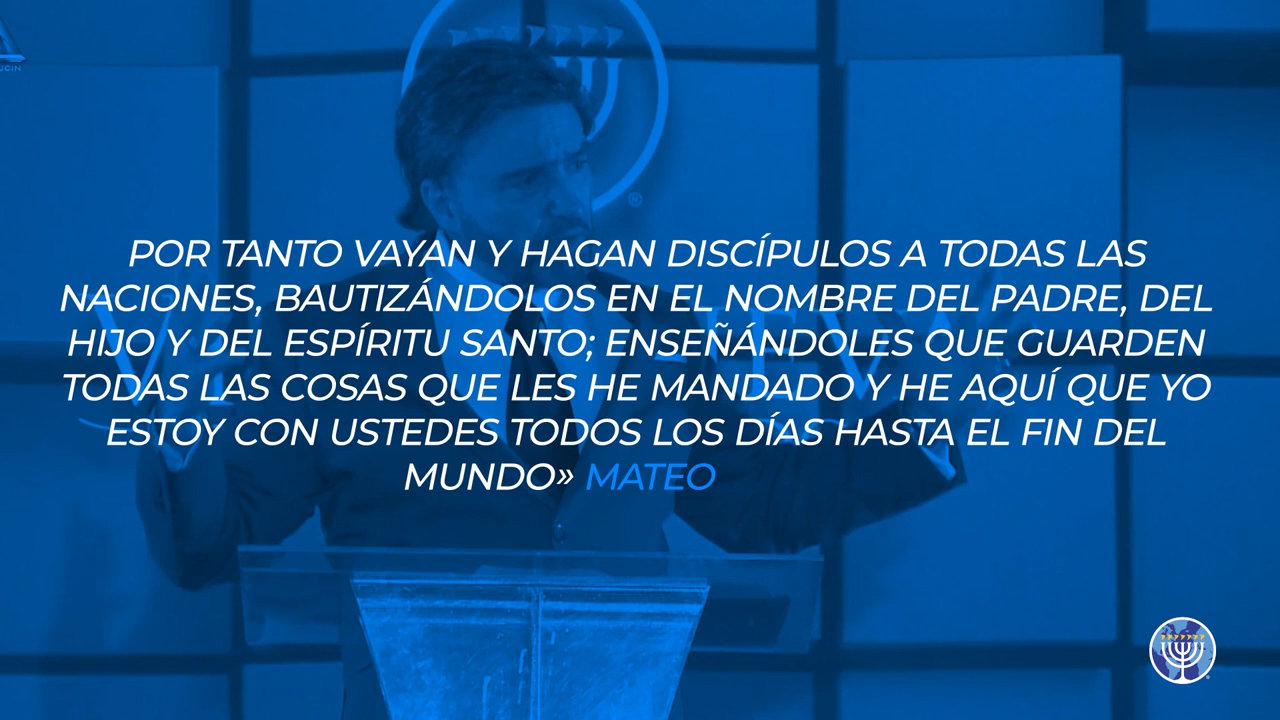 POR TANTO VAYAN Y HAGAN DISCÍPULOS A TODAS LAS
NACIONES, BAUTIZÁNDOLOS EN EL NOMBRE DEL PADRE, DEL
HIJO Y DEL ESPÍRITU SANTO; ENSEÑÁNDOLES QUE GUARDEN
TODAS LAS COSAS QUE LES HE MANDADO Y HE AQUÍ QUE YO
ESTOY CON USTEDES TODOS LOS DÍAS HASTA EL FIN DEL
MUNDO» MATEO